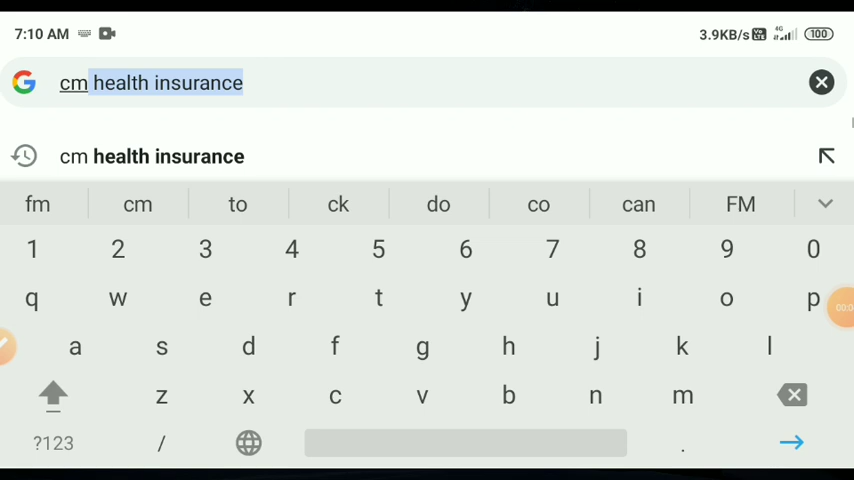 7:10 AM 3.9KB/s 4G 100
cm health insurance
cm health insurance
fm cm to ck do co can FM
1 2 3 4 5 6 7 8 9 0
q w e r t y u i o p
a s d f g h j k l
z x c v b n m
?123 / .